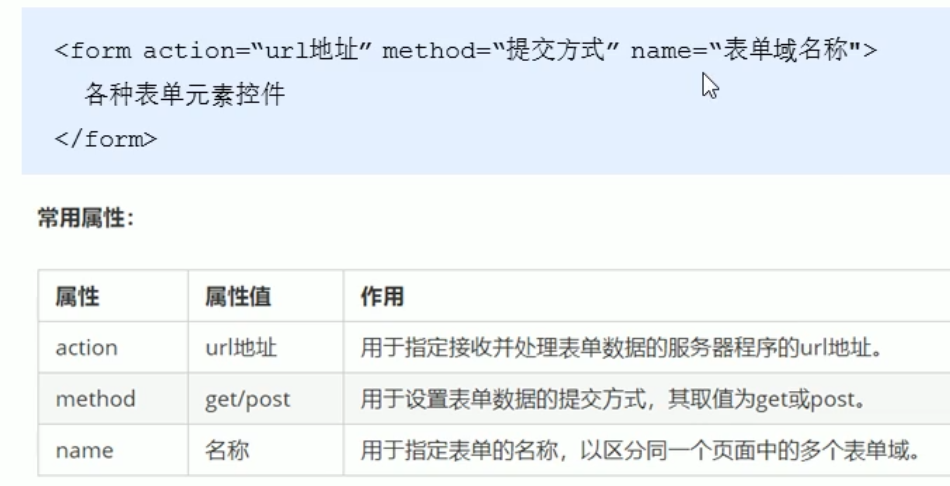 <form action=“url地址” method=“提交方式” name=“表单域名称">
各种表单元素控件
</form>
常用属性：
属性 属性值 作用
action url地址 用于指定接收并处理表单数据的服务器程序的url地址。
method get/post 用于设置表单数据的提交方式，其取值为get或post。
name 名称 用于指定表单的名称，以区分同一个页面中的多个表单域。